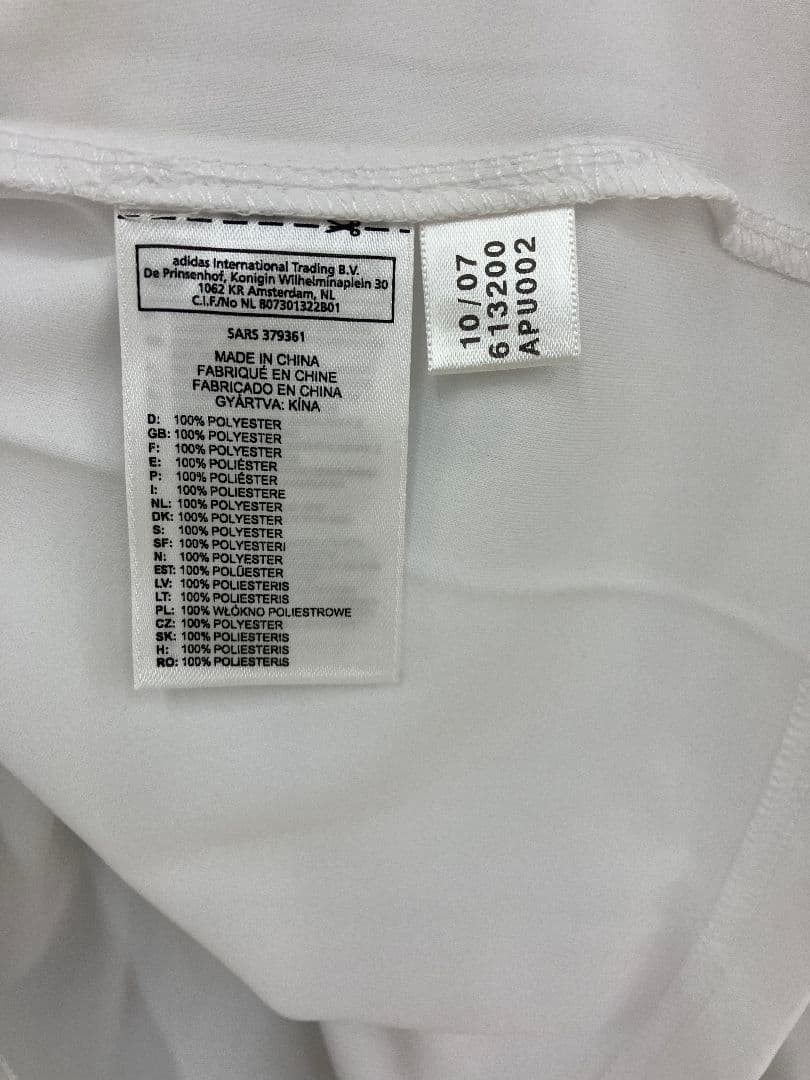 adidas International Trading B.V.
De Prinsenhof, Konigin Wilhelminaplein 30
1062 KR Amsterdam, NL
C.I.F./No NL 807301322B01
SARS 379361
MADE IN CHINA
FABRIQUÉ EN CHINE
FABRICADO EN CHINA
GYÁRTVA: KÍNA
D: 100% POLYESTER
GB: 100% POLYESTER
F: 100% POLYESTER
E: 100% POLIÉSTER
P: 100% POLIÉSTER
I: 100% POLIESTERE
NL: 100% POLYESTER
DK: 100% POLYESTER
S: 100% POLYESTER
SF: 100% POLYESTERI
N: 100% POLYESTER
EST: 100% POLÜESTER
LV: 100% POLIESTERIS
LT: 100% POLIESTERIS
PL: 100% WŁÓKNO POLIESTROWE
CZ: 100% POLYESTER
SK: 100% POLIESTERIS
H: 100% POLIESTERIS
RO: 100% POLIESTERIS
10/07
613200
APU002